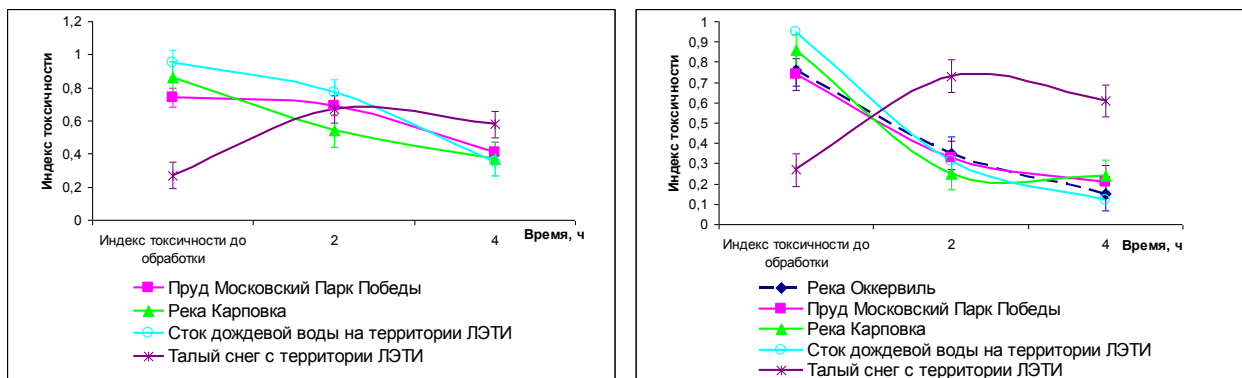 1,2
1
0,8
0,6
0,4
0,2
0
Индекс токсичности
Индекс токсичности до обработки
2
4
Время, ч
Пруд Московский Парк Победы
Река Карповка
Сток дождевой воды на территории ЛЭТИ
Талый снег с территории ЛЭТИ
1
0,9
0,8
0,7
0,6
0,5
0,4
0,3
0,2
0,1
0
Индекс токсичности
Индекс токсичности до
обработки
2
4
Время, ч
Река Оккервиль
Пруд Московский Парк Победы
Река Карповка
Сток дождевой воды на территории ЛЭТИ
Талый снег с территории ЛЭТИ